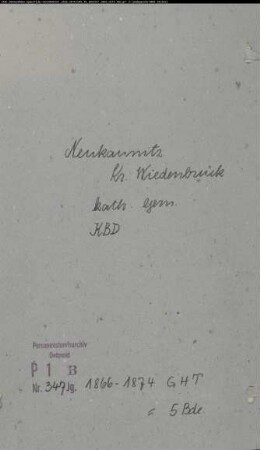 Neukaunitz
Kr. Wiedenbrück
kath. Gem.
KBD
Personenstandsarchiv
Detmold
P 1 B
Nr. 347 Jg. 1866-1874 GHT
5 Bde.